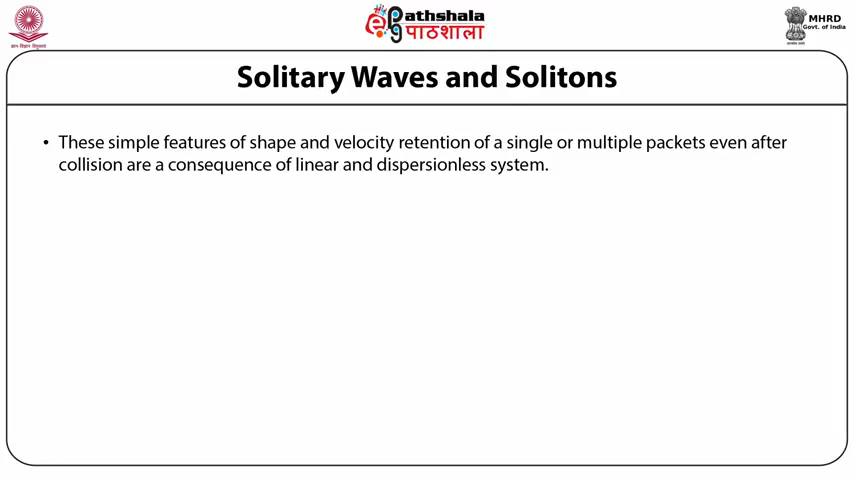 ePathshala
पाठशाला
MHRD
Govt. of India
Solitary Waves and Solitons
• These simple features of shape and velocity retention of a single or multiple packets even after
collision are a consequence of linear and dispersionless system.